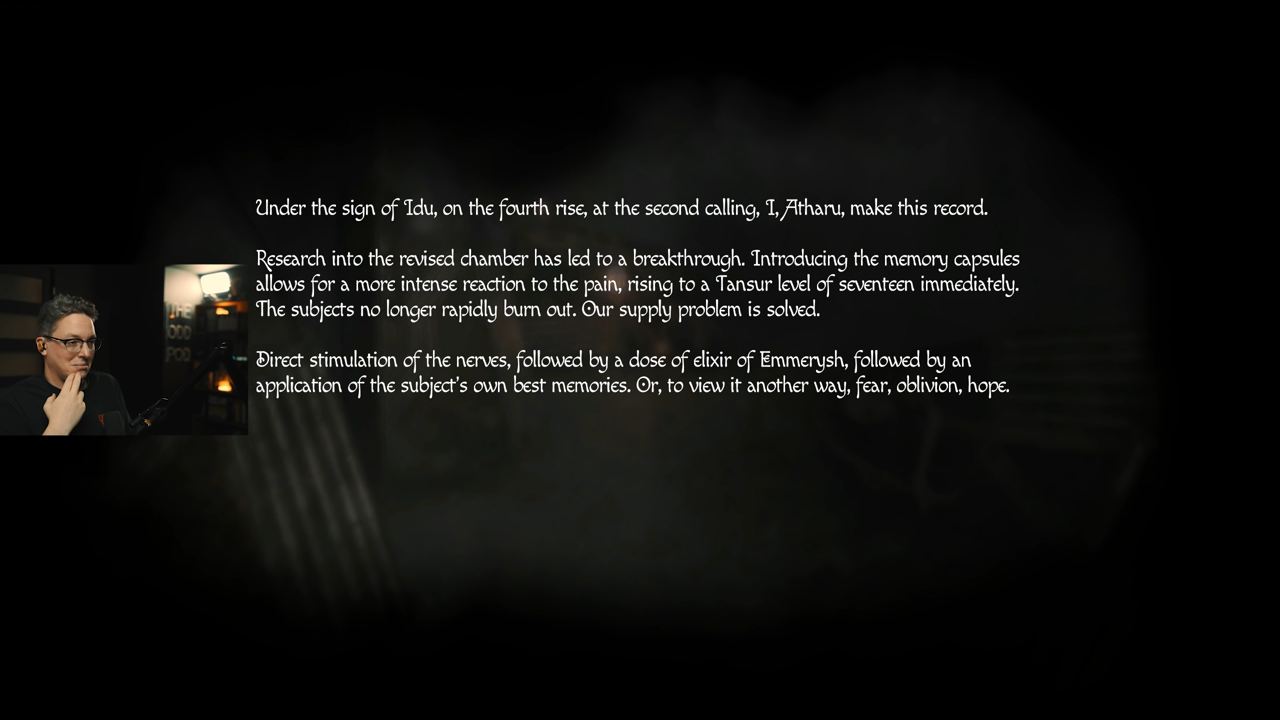 Under the sign of Idu, on the fourth rise, at the second calling, I, Atharu, make this record.
Research into the revised chamber has led to a breakthrough. Introducing the memory capsules
allows for a more intense reaction to the pain, rising to a Tansur level of seventeen immediately.
The subjects no longer rapidly burn out. Our supply problem is solved.
Direct stimulation of the nerves, followed by a dose of elixir of Emmerysh, followed by an
application of the subject's own best memories. Or, to view it another way, fear, oblivion, hope.
THE
ODD
POD